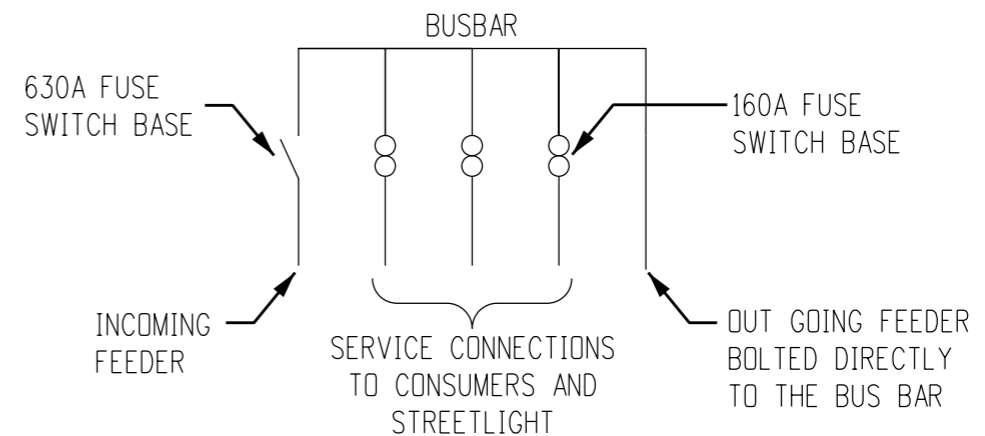 BUSBAR
630A FUSE
SWITCH BASE
160A FUSE
SWITCH BASE
INCOMING
FEEDER
SERVICE CONNECTIONS
TO CONSUMERS AND
STREETLIGHT
OUT GOING FEEDER
BOLTED DIRECTLY
TO THE BUS BAR